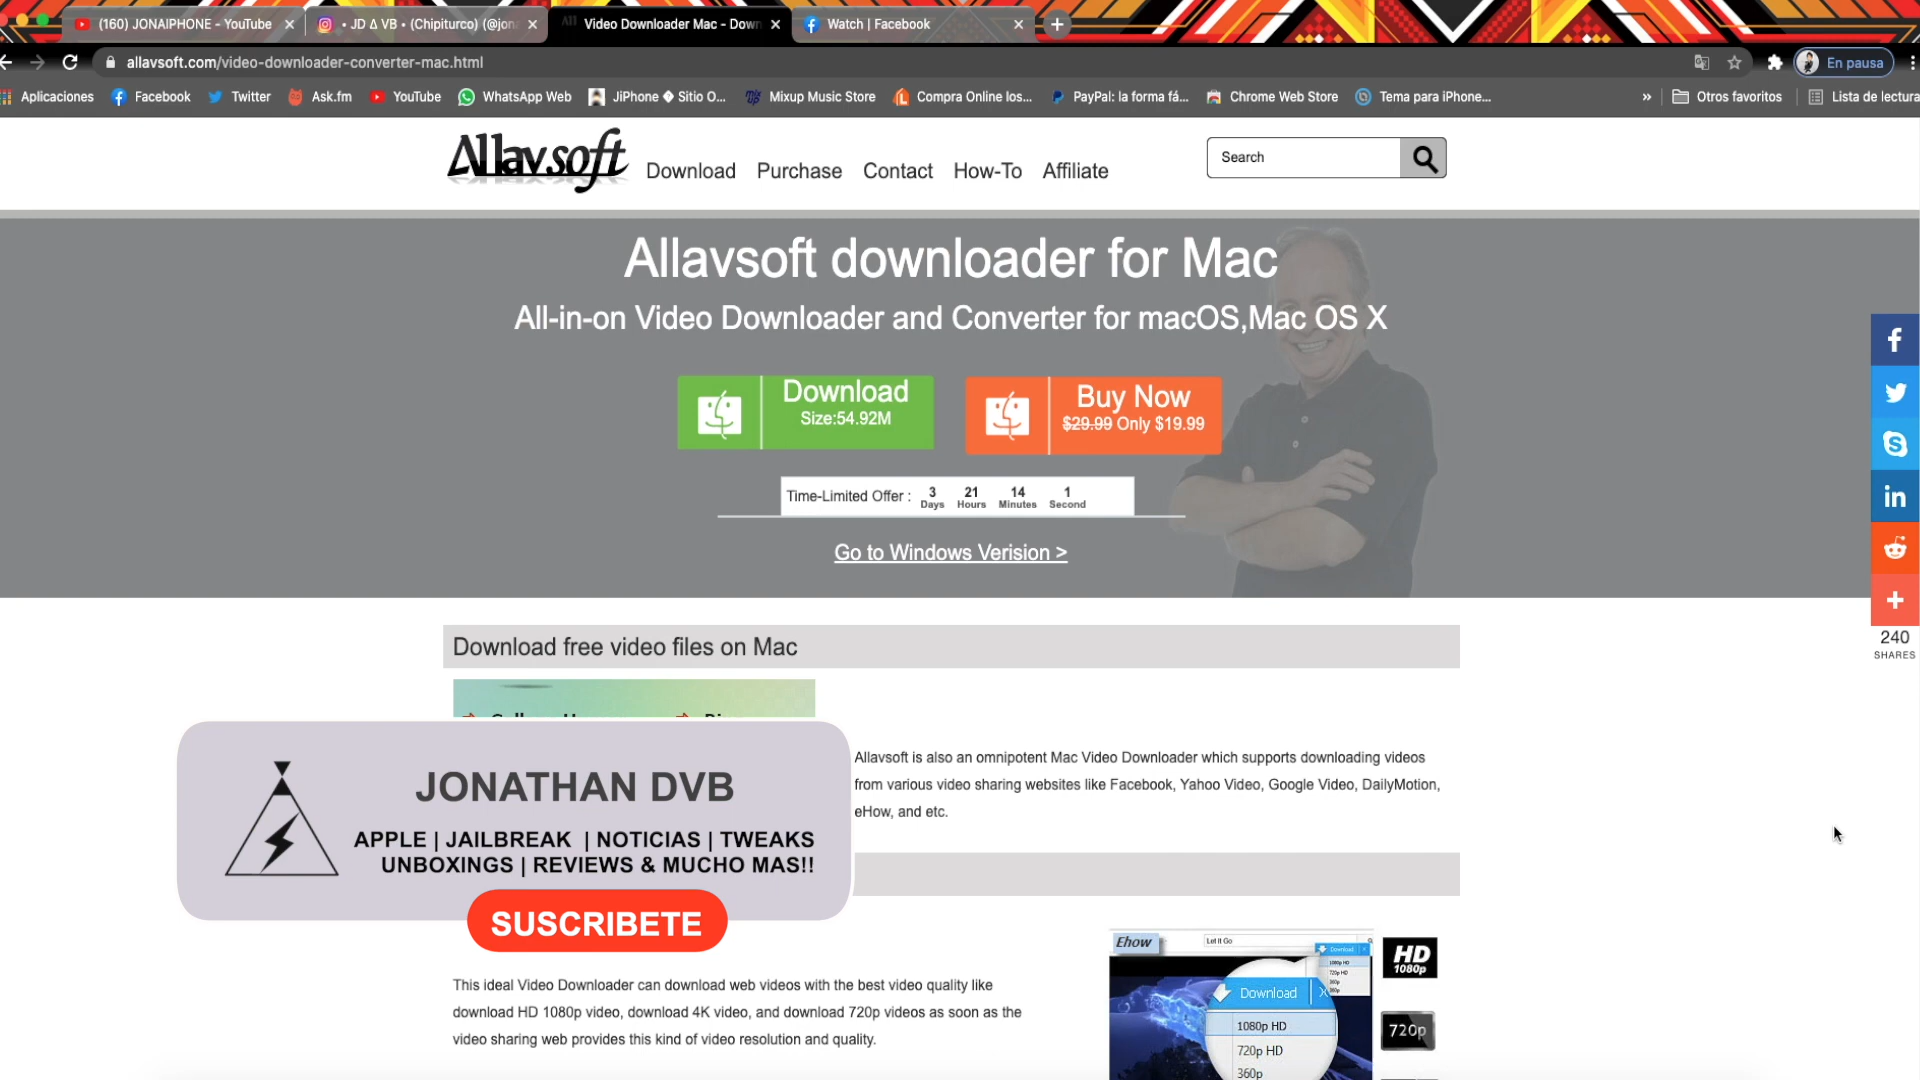 (160) JONAIPHONE - YouTube
• JD Δ VB • (Chipiturco) (@jon
Video Downloader Mac - Down
Watch | Facebook
allavsoft.com/video-downloader-converter-mac.html
En pausa
Aplicaciones
Facebook
Twitter
Ask.fm
YouTube
WhatsApp Web
JiPhone � Sitio O...
Mixup Music Store
Compra Online los...
PayPal: la forma fá...
Chrome Web Store
Tema para iPhone...
»
Otros favoritos
Lista de lectura
Allavsoft
Download
Purchase
Contact
How-To
Affiliate
Search
Allavsoft downloader for Mac
All-in-on Video Downloader and Converter for macOS,Mac OS X
Download
Size:54.92M
Buy Now
$29.99 Only $19.99
Time-Limited Offer :
3 21 14 1
Days Hours Minutes Second
Go to Windows Verision >
240
SHARES
Download free video files on Mac
Allavsoft is also an omnipotent Mac Video Downloader which supports downloading videos
from various video sharing websites like Facebook, Yahoo Video, Google Video, DailyMotion,
eHow, and etc.
JONATHAN DVB
APPLE | JAILBREAK | NOTICIAS | TWEAKS
UNBOXINGS | REVIEWS & MUCHO MAS!!
SUSCRIBETE
This ideal Video Downloader can download web videos with the best video quality like
download HD 1080p video, download 4K video, and download 720p videos as soon as the
video sharing web provides this kind of video resolution and quality.
Ehow
Let It Go
Download
1080p HD
720p HD
360p
Download X
1080p HD
720p HD
360p
HD
1080p
720p